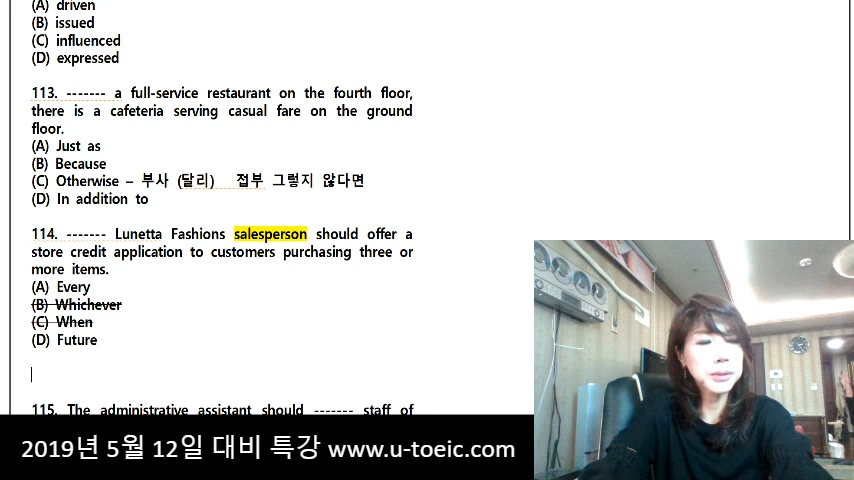 (A) driven
(B) issued
(C) influenced
(D) expressed
113. ------- a full-service restaurant on the fourth floor,
there is a cafeteria serving casual fare on the ground
floor.
(A) Just as
(B) Because
(C) Otherwise – 부사 (달리) 접부 그렇지 않다면
(D) In addition to
114. ------- Lunetta Fashions salesperson should offer a
store credit application to customers purchasing three or
more items.
(A) Every
(B) Whichever
(C) When
(D) Future
115. The administrative assistant should ------- staff of
2019년 5월 12일 대비 특강 www.u-toeic.com